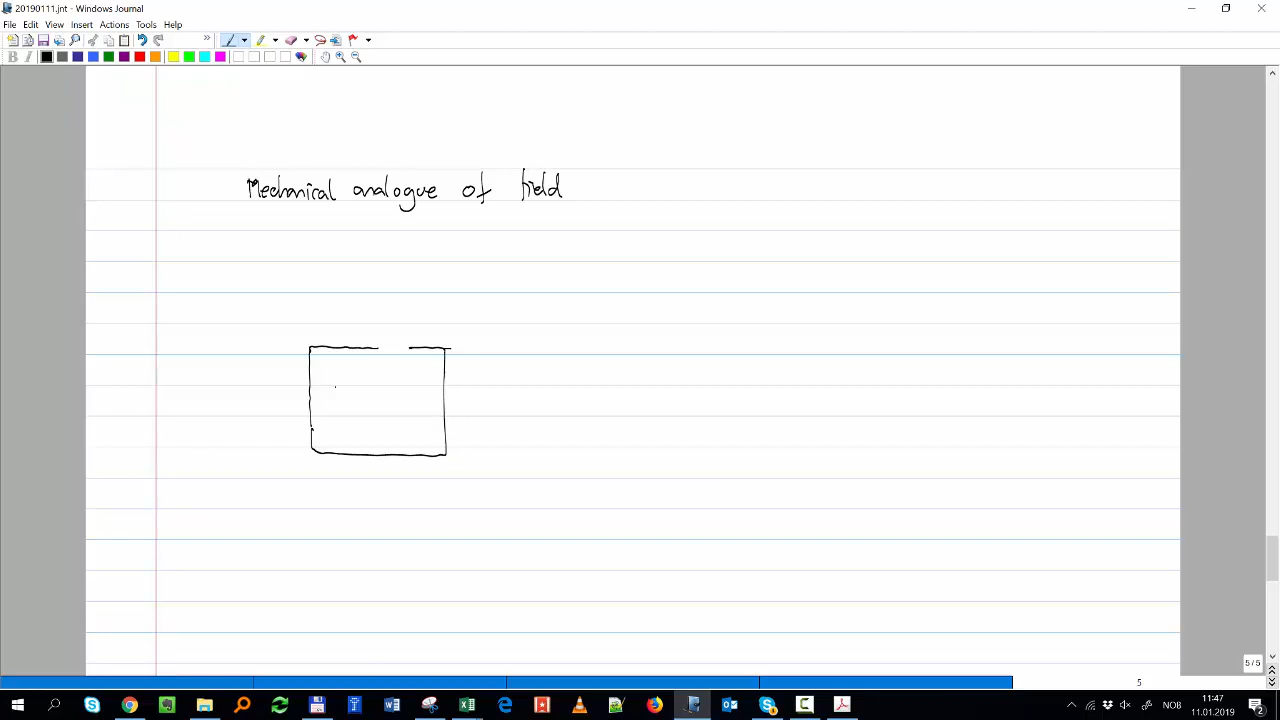 20190111.jnt - Windows Journal
File Edit View Insert Actions Tools Help
B I
Mechanical analogue of field
5/5
5
NOB
11:47
11.01.2019
2